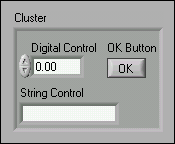 Cluster
Digital Control
OK Button
0.00
OK
String Control